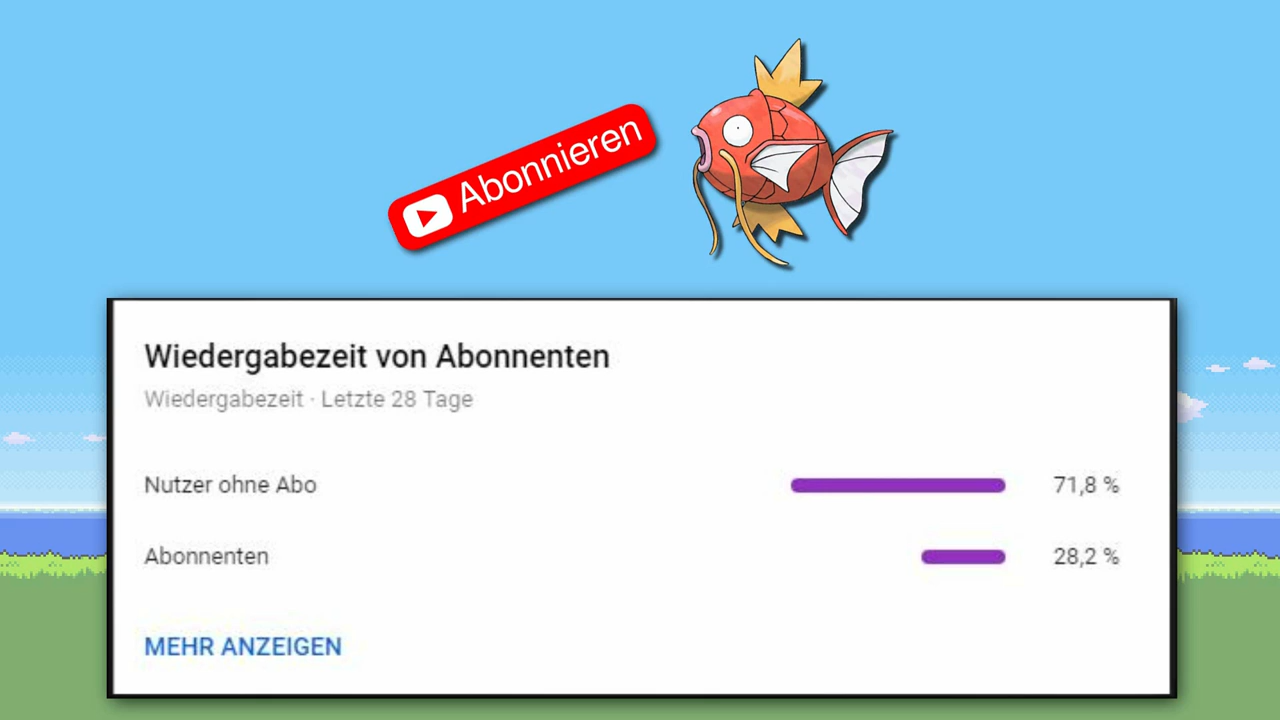 Abonnieren
Wiedergabezeit von Abonnenten
Wiedergabezeit · Letzte 28 Tage
Nutzer ohne Abo 71,8 %
Abonnenten 28,2 %
MEHR ANZEIGEN